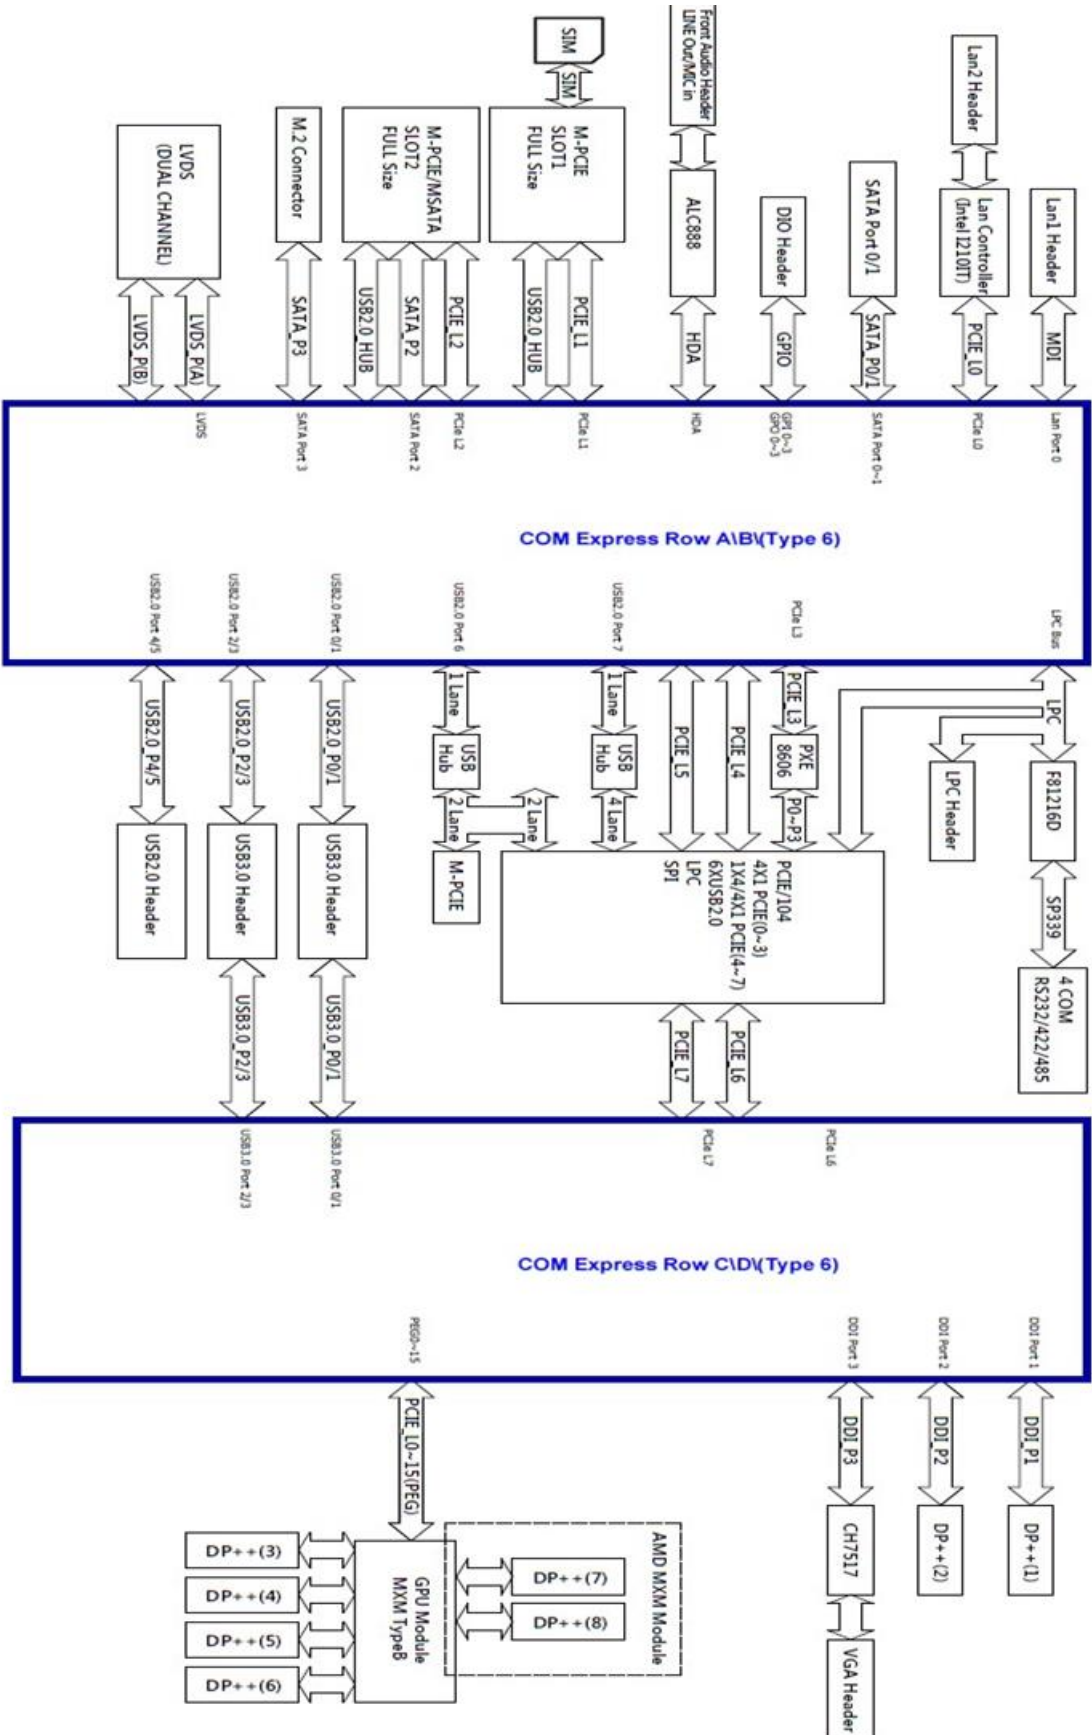 Front Audio Header
LINE Out/MIC in
SIM
SIM
Lan2 Header
M.2 Connector
M-PCIE/MSATA
SLOT2
FULL Size
M-PCIE
SLOT1
FULL Size
LVDS
(DUAL CHANNEL)
ALC888
DIO Header
SATA Port 0/1
Lan Controller
(Intel I210IT)
Lan1 Header
LVDS_P(B)
LVDS_P(A)
SATA_P3
USB2.0_HUB
SATA_P2
PCIE_L2
USB2.0_HUB
PCIE_L1
HDA
GPIO
SATA_P0/1
PCIE_L0
MDI
LVDS
SATA Port 3
SATA Port 2
PCIe L2
PCIe L1
HDA
GPI 0~3
GPO 0~3
SATA Port 0~1
PCIe L0
Lan Port 0
COM Express Row A\B\(Type 6)
USB2.0 Port 4/5
USB2.0 Port 2/3
USB2.0 Port 0/1
USB2.0 Port 6
USB2.0 Port 7
PCIe L3
LPC Bus
USB2.0_P4/5
USB2.0_P2/3
USB2.0_P0/1
1 Lane
USB
Hub
2 Lane
2 Lane
M-PCIE
1 Lane
USB
Hub
4 Lane
PCIE_L5
PCIE_L4
PCIE_L3
PXE
8606
P0~P3
LPC
LPC Header
F81216D
SP339
4 COM
RS232/422/485
USB2.0 Header
USB3.0 Header
USB3.0 Header
PCIE/104
4X1 PCIE(0~3)
1X4/4X1 PCIE(4~7)
6XUSB2.0
LPC
SPI
USB3.0_P2/3
USB3.0_P0/1
PCIE_L7
PCIE_L6
USB3.0 Port 2/3
USB3.0 Port 0/1
PCIe L7
PCIe L6
COM Express Row C\D\(Type 6)
PEG0~15
DDI Port 3
DDI Port 2
DDI Port 1
PCIE_L0~15(PEG)
DDI_P3
DDI_P2
DDI_P1
CH7517
DP++(2)
DP++(1)
VGA Header
AMD MXM Module
GPU Module
MXM TypeB
DP++(3)
DP++(4)
DP++(5)
DP++(6)
DP++(7)
DP++(8)